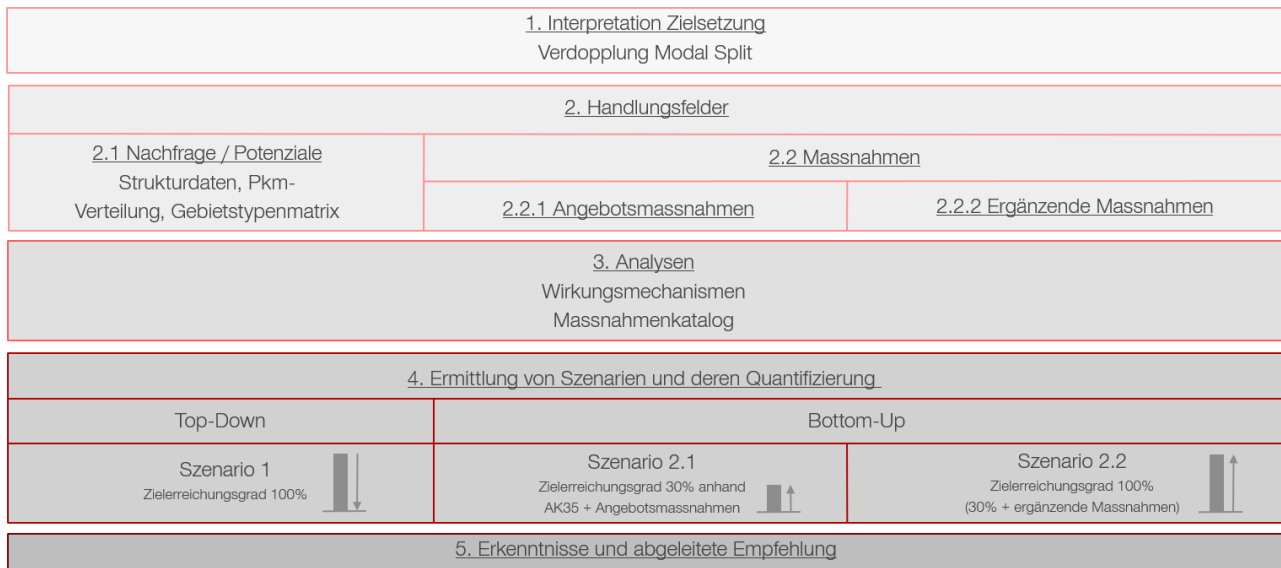 1. Interpretation Zielsetzung
Verdopplung Modal Split
2. Handlungsfelder
2.1 Nachfrage / Potenziale
Strukturdaten, Pkm-
Verteilung, Gebietstypenmatrix
2.2 Massnahmen
2.2.1 Angebotsmassnahmen
2.2.2 Ergänzende Massnahmen
3. Analysen
Wirkungsmechanismen
Massnahmenkatalog
4. Ermittlung von Szenarien und deren Quantifizierung
Top-Down
Bottom-Up
Szenario 1
Zielerreichungsgrad 100%
Szenario 2.1
Zielerreichungsgrad 30% anhand
AK35 + Angebotsmassnahmen
Szenario 2.2
Zielerreichungsgrad 100%
(30% + ergänzende Massnahmen)
5. Erkenntnisse und abgeleitete Empfehlung